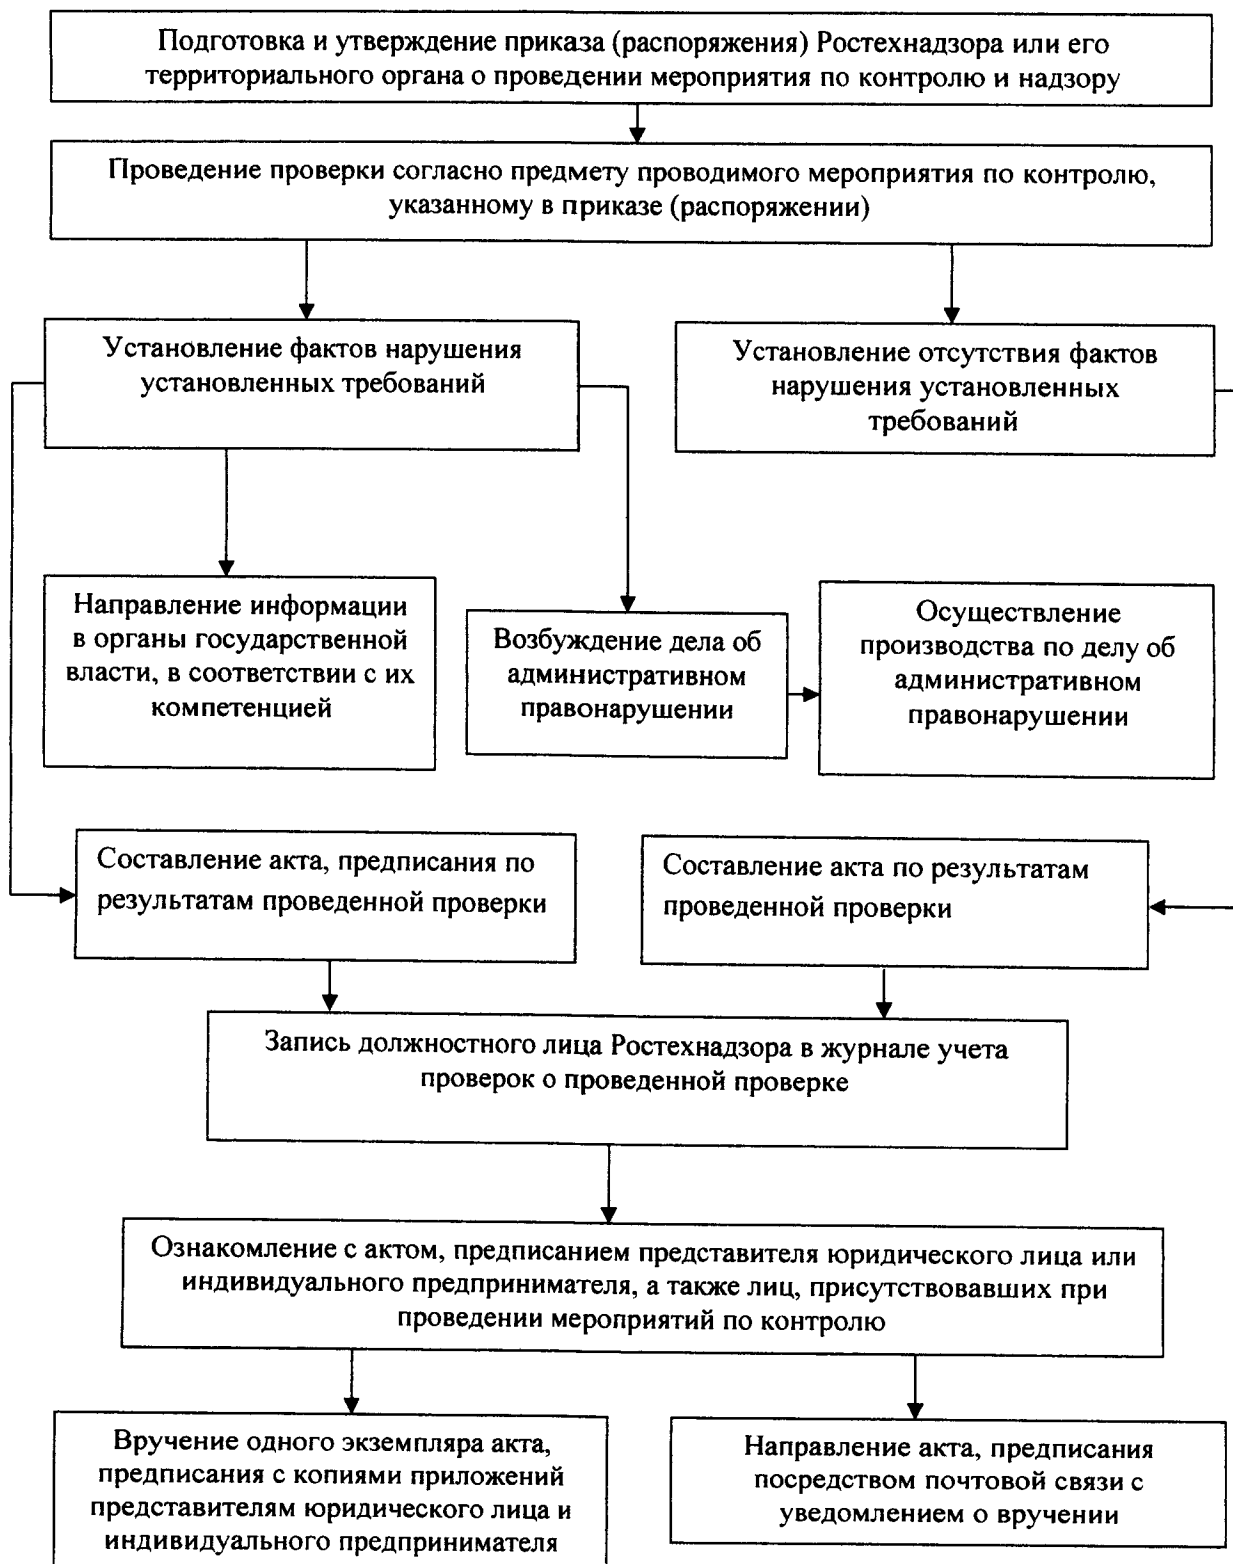 Подготовка и утверждение приказа (распоряжения) Ростехнадзора или его
территориального органа о проведении мероприятия по контролю и надзору
Проведение проверки согласно предмету проводимого мероприятия по контролю,
указанному в приказе (распоряжении)
Установление фактов нарушения
установленных требований
Установление отсутствия фактов
нарушения установленных
требований
Направление информации
в органы государственной
власти, в соответствии с их
компетенцией
Возбуждение дела об
административном
правонарушении
Осуществление
производства по делу об
административном
правонарушении
Составление акта, предписания по
результатам проведенной проверки
Составление акта по результатам
проведенной проверки
Запись должностного лица Ростехнадзора в журнале учета
проверок о проведенной проверке
Ознакомление с актом, предписанием представителя юридического лица или
индивидуального предпринимателя, а также лиц, присутствовавших при
проведении мероприятий по контролю
Вручение одного экземпляра акта,
предписания с копиями приложений
представителям юридического лица и
индивидуального предпринимателя
Направление акта, предписания
посредством почтовой связи с
уведомлением о вручении